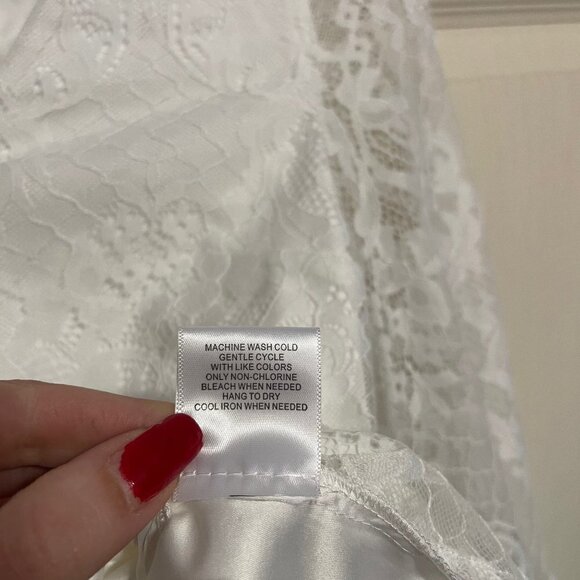 MACHINE WASH COLD
GENTLE CYCLE
WITH LIKE COLORS
ONLY NON-CHLORINE
BLEACH WHEN NEEDED
HANG TO DRY
COOL IRON WHEN NEEDED